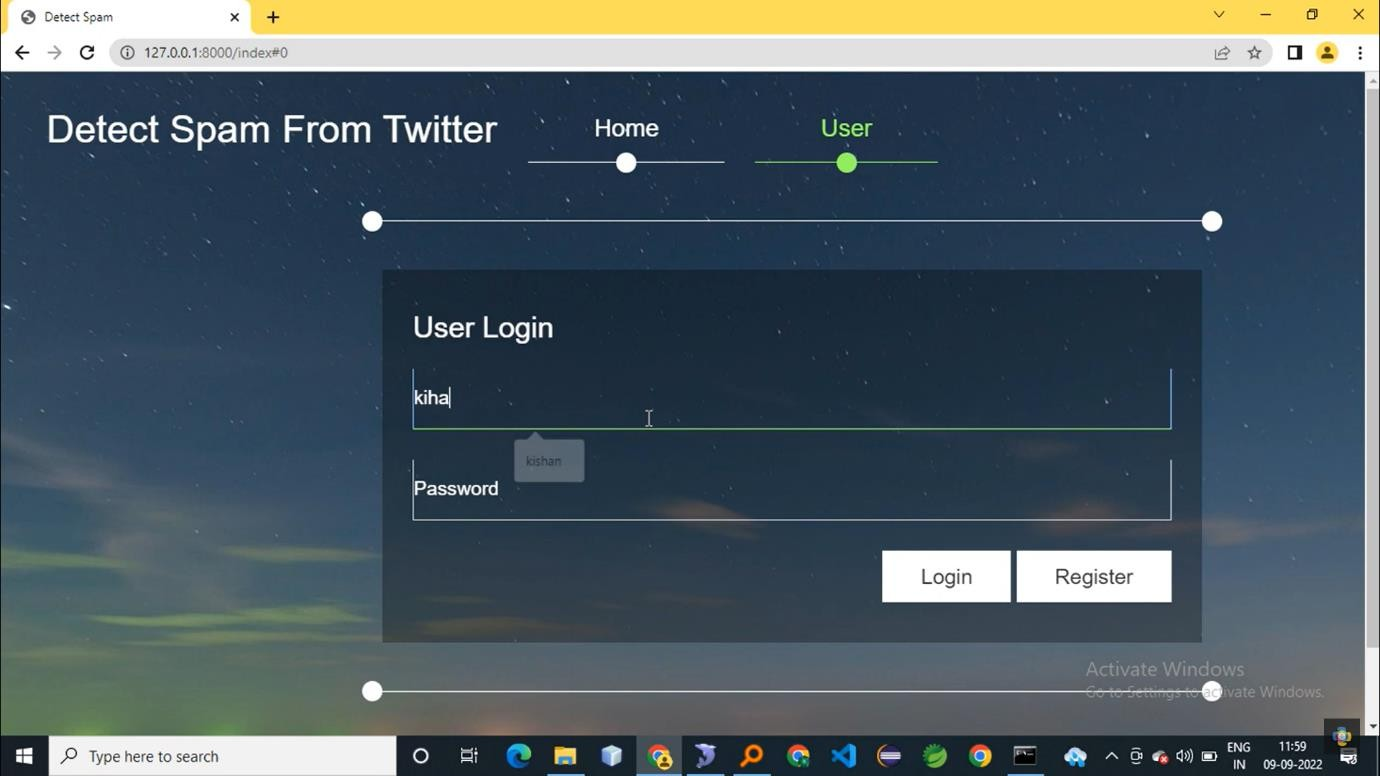 Detect Spam
127.0.0.1:8000/index#0
Detect Spam From Twitter
Home
User
User Login
kiha
kishan
Password
Login
Register
Activate Windows
Go to Settings to activate Windows.
Type here to search
ENG
IN
11:59
09-09-2022